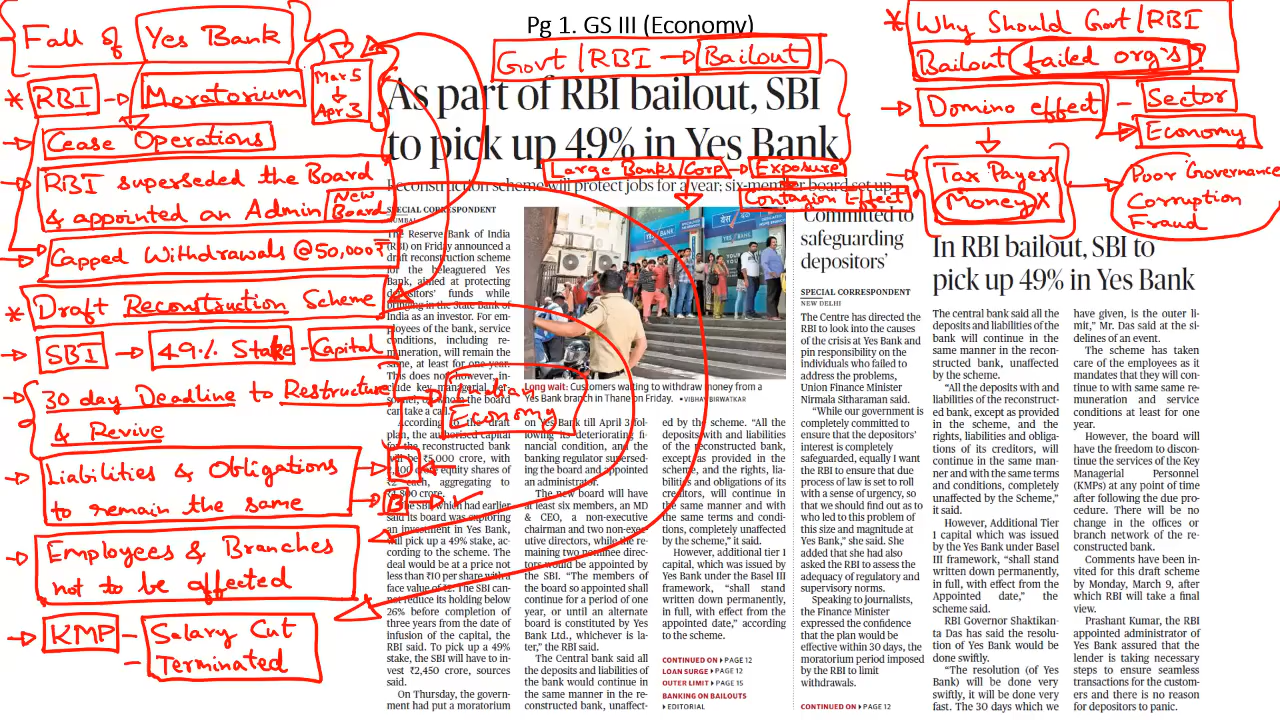 Pg 1. GS III (Economy)
Fall of Yes Bank
* RBI → Moratorium
Mar 5
↓
Apr 3
→ Cease Operations
→ RBI superseded the Board
& appointed an Admin New
Board
→ Capped Withdrawals @50,000₹
* Draft Reconstruction Scheme
→ SBI → 49% Stake - Capital
30 day Deadline to Restructure
& Revive
Liabilities & Obligations
to remain the same
→ D
→ B →
→ Employees & Branches
not to be affected
→ KMP - Salary Cut
- Terminated
Govt/RBI → Bailout
As part of RBI bailout, SBI
to pick up 49% in Yes Bank
Large Banks/Corp → Exposure
Contagion Effect
Reconstruction scheme will protect jobs for a year; six-member board set up
→ Indian
Economy
* Why Should Govt/RBI
Bailout failed org's?
→ Domino effect - Sector
→ Economy
→ Tax Payers
Money X
→ Poor Governance
Corruption
Fraud
SPECIAL CORRESPONDENT
MUMBAI
The Reserve Bank of India
(RBI) on Friday announced a
draft reconstruction scheme
for the beleaguered Yes
Bank, aimed at protecting
depositors' funds while
bringing in the State Bank of
India as an investor. For em-
ployees of the bank, service
conditions, including re-
muneration, will remain the
same, at least for one year.
This does not, however, in-
clude key managerial per-
sonnel, on whom the board
can take a call.
According to the draft
plan, the authorised capital
for the reconstructed bank
will be ₹5,000 crore, with
crore equity shares of
₹2 each, aggregating to
₹4,800 crore.
The SBI, which had earlier
said its board was exploring
an investment in Yes Bank,
will pick up a 49% stake, ac-
cording to the scheme. The
deal would be at a price not
less than ₹10 per share with a
face value of ₹2. The SBI can-
not reduce its holding below
26% before completion of
three years from the date of
infusion of the capital, the
RBI said. To pick up a 49%
stake, the SBI will have to in-
vest ₹2,450 crore, sources
said.
On Thursday, the govern-
ment had put a moratorium
Long wait: Customers waiting to withdraw money from a
Yes Bank branch in Thane on Friday. • VIBHAV BIRWATKAR
on Yes Bank till April 3 fol-
lowing its deteriorating fi-
nancial condition, and the
banking regulator supersed-
ing the board and appointed
an administrator.
The new board will have
at least six members, an MD
& CEO, a non-executive
chairman and two non-exec-
utive directors, while the re-
maining two nominee direc-
tors would be appointed by
the SBI. "The members of
the board so appointed shall
continue for a period of one
year, or until an alternate
board is constituted by Yes
Bank Ltd., whichever is la-
ter," the RBI said.
The Central bank said all
the deposits and liabilities of
the bank would continue in
the same manner in the re-
constructed bank, unaffect-
ed by the scheme. "All the
deposits with and liabilities
of the reconstructed bank,
except as provided in the
scheme, and the rights, lia-
bilities and obligations of its
creditors, will continue in
the same manner and with
the same terms and condi-
tions, completely unaffected
by the scheme," it said.
However, additional tier 1
capital, which was issued by
Yes Bank under the Basel III
framework, "shall stand
written down permanently,
in full, with effect from the
appointed date," according
to the scheme.
CONTINUED ON ▸ PAGE 12
LOAN SURGE ▸ PAGE 12
OUTER LIMIT ▸ PAGE 15
BANKING ON BAILOUTS
▸ EDITORIAL
'Committed to
safeguarding
depositors'
SPECIAL CORRESPONDENT
NEW DELHI
The Centre has directed the
RBI to look into the causes
of the crisis at Yes Bank and
pin responsibility on the
individuals who failed to
address the problems,
Union Finance Minister
Nirmala Sitharaman said.
"While our government is
completely committed to
ensure that the depositors'
interest is completely
safeguarded, equally I want
the RBI to ensure that due
process of law is set to roll
with a sense of urgency, so
that we should find out as to
who led to this problem of
this size and magnitude at
Yes Bank," she said. She
added that she had also
asked the RBI to assess the
adequacy of regulatory and
supervisory norms.
Speaking to journalists,
the Finance Minister
expressed the confidence
that the plan would be
effective within 30 days, the
moratorium period imposed
by the RBI to limit
withdrawals.
CONTINUED ON ▸ PAGE 12
In RBI bailout, SBI to
pick up 49% in Yes Bank
The central bank said all the
deposits and liabilities of the
bank will continue in the
same manner in the recon-
structed bank, unaffected
by the scheme.
"All the deposits with and
liabilities of the reconstruct-
ed bank, except as provided
in the scheme, and the
rights, liabilities and obliga-
tions of its creditors, will
continue in the same man-
ner and with the same terms
and conditions, completely
unaffected by the Scheme,"
it said.
However, Additional Tier
1 capital which was issued
by the Yes Bank under Basel
III framework, "shall stand
written down permanently,
in full, with effect from the
Appointed date," the
scheme said.
RBI Governor Shaktikan-
ta Das has said the resolu-
tion of Yes Bank would be
done swiftly.
"The resolution (of Yes
Bank) will be done very
swiftly, it will be done very
fast. The 30 days which we
have given, is the outer li-
mit," Mr. Das said at the si-
delines of an event.
The scheme has taken
care of the employees as it
mandates that they will con-
tinue to with same same re-
muneration and service
conditions at least for one
year.
However, the board will
have the freedom to discon-
tinue the services of the Key
Managerial Personnel
(KMPs) at any point of time
after following the due pro-
cedure. There will be no
change in the offices or
branch network of the re-
constructed bank.
Comments have been in-
vited for this draft scheme
by Monday, March 9, after
which RBI will take a final
view.
Prashant Kumar, the RBI
appointed administrator of
Yes Bank assured that the
lender is taking necessary
steps to ensure seamless
transactions for the custom-
ers and there is no reason
for depositors to panic.